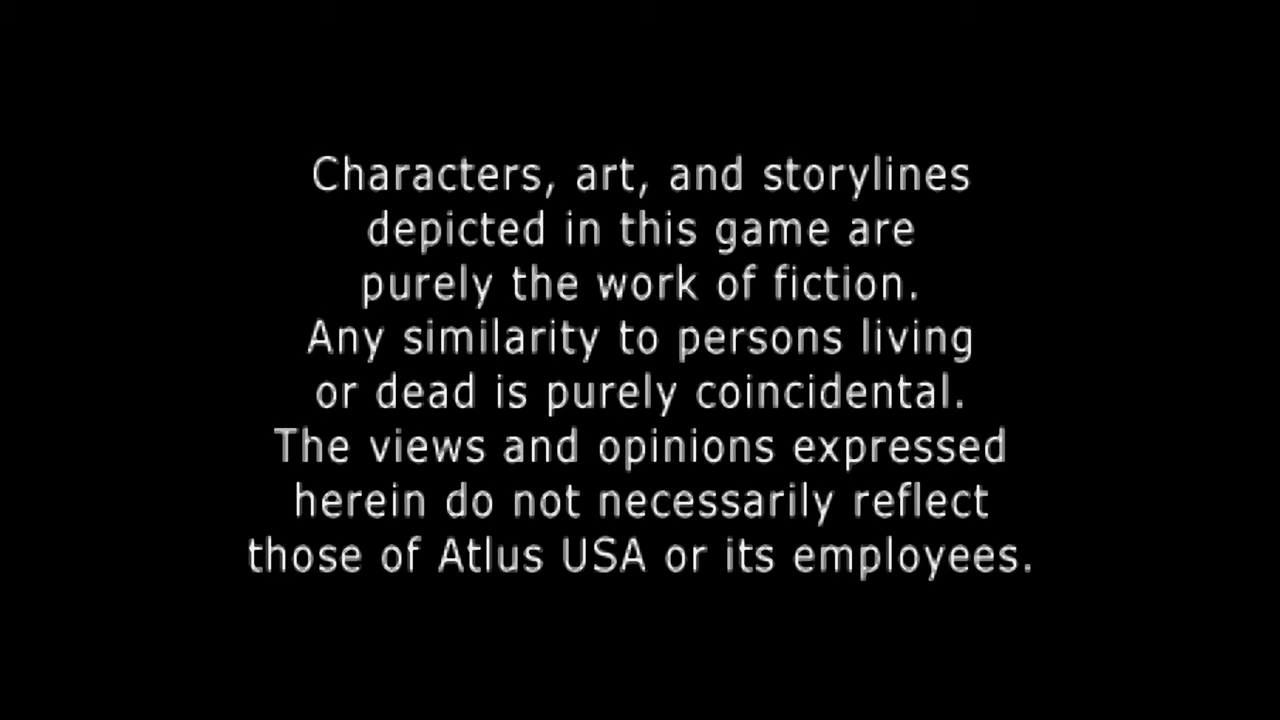 Characters, art, and storylines
depicted in this game are
purely the work of fiction.
Any similarity to persons living
or dead is purely coincidental.
The views and opinions expressed
herein do not necessarily reflect
those of Atlus USA or its employees.